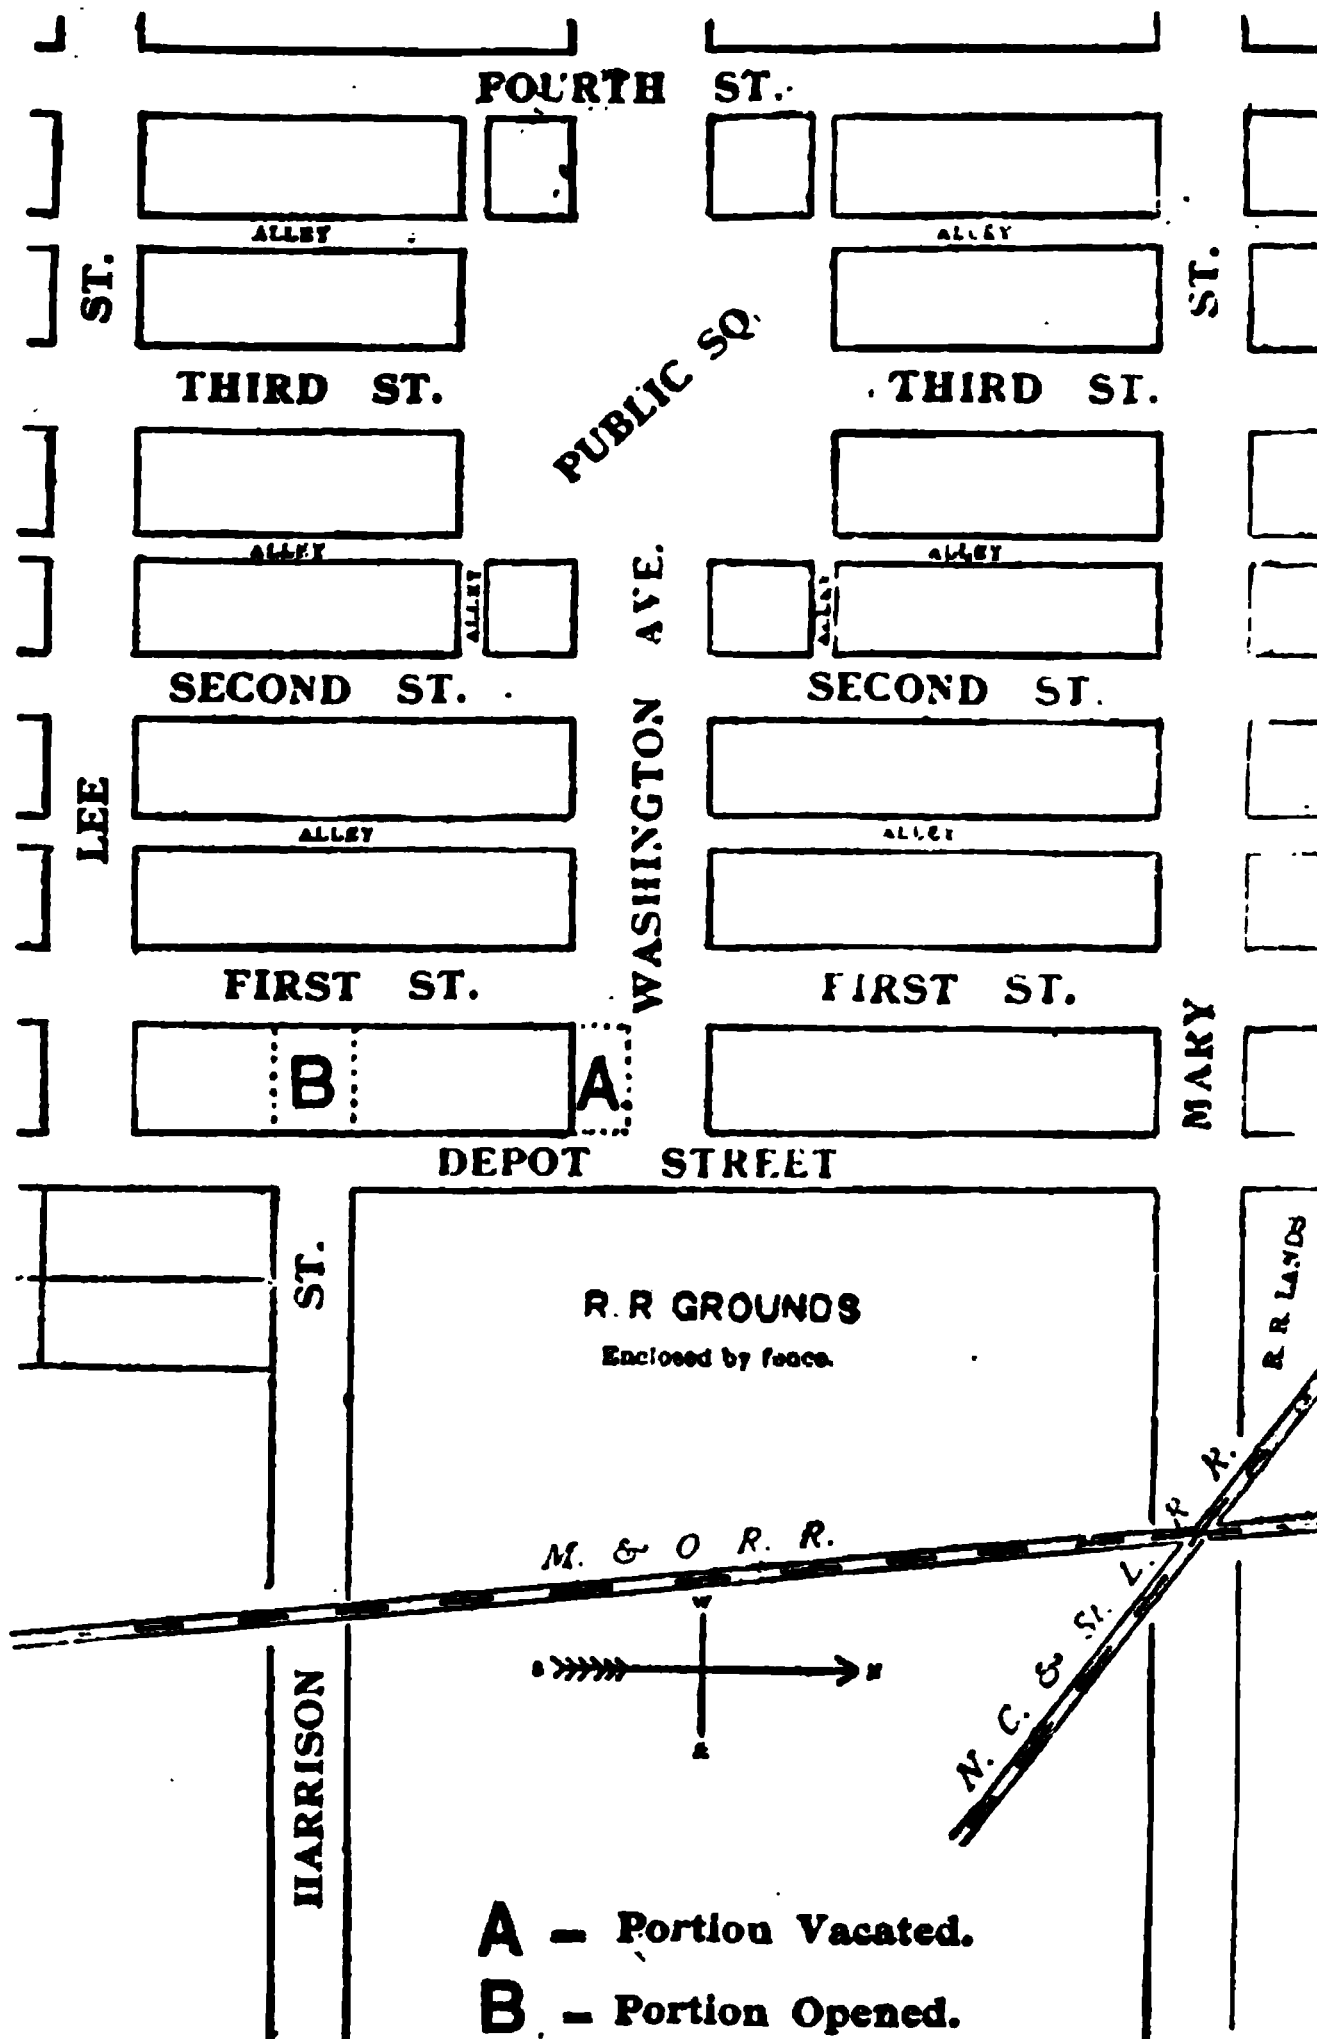 FOURTH ST.
ALLEY
ALLEY
ST.
ST.
PUBLIC SQ.
THIRD ST.
THIRD ST.
ALLEY
ALLEY
ALLEY
ALLEY
WASHINGTON AVE.
SECOND ST.
SECOND ST.
LEE
ALLEY
ALLEY
FIRST ST.
FIRST ST.
MARY
B
A
DEPOT STREET
ST.
R. R GROUNDS
Enclosed by fence.
R. R. LANDS
M. & O R. R.
N. C. & St. L. R R.
W
S
N
HARRISON
A - Portion Vacated.
B - Portion Opened.